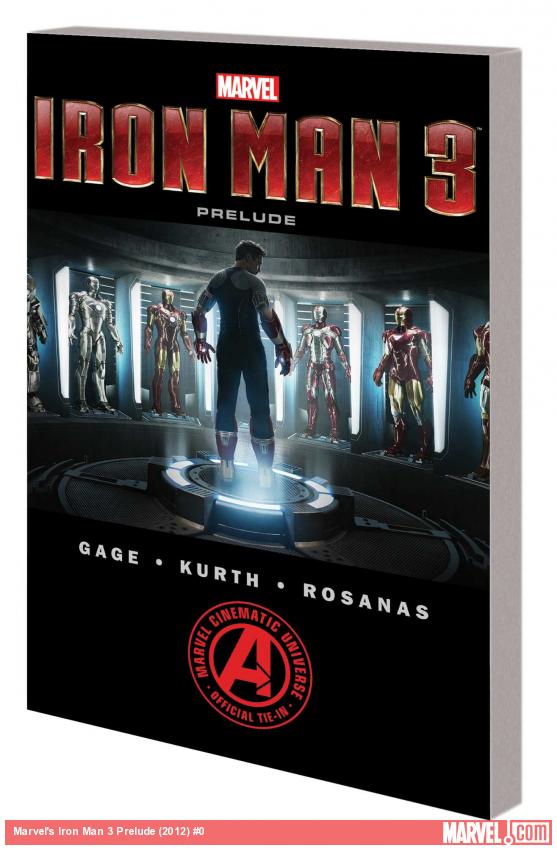 MARVEL
IRON MAN 3
™
PRELUDE
GAGE • KURTH • ROSANAS
MARVEL CINEMATIC UNIVERSE
A
• OFFICIAL TIE-IN •
Marvel's Iron Man 3 Prelude (2012) #0
MARVEL.com